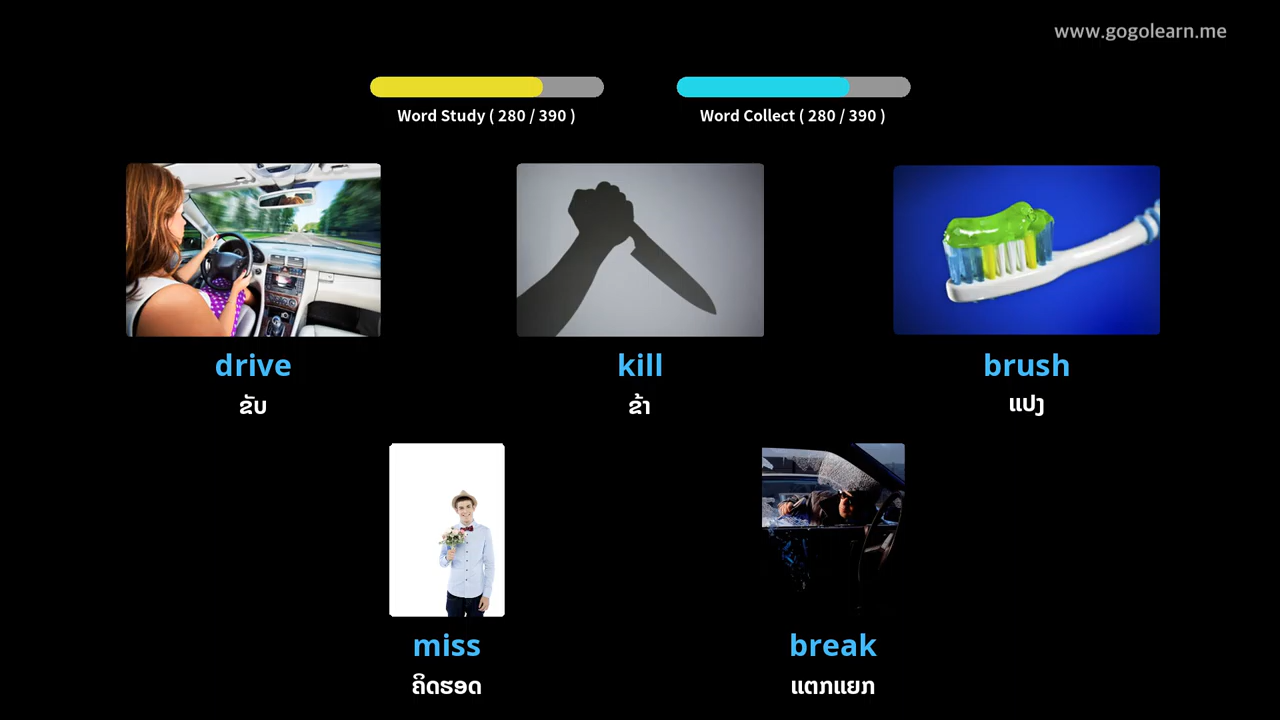 www.gogolearn.me
Word Study ( 280 / 390 )
Word Collect ( 280 / 390 )
drive
ຂັບ
kill
ຂ້າ
brush
ແປງ
miss
ຄິດຮອດ
break
ແຕກແຍກ